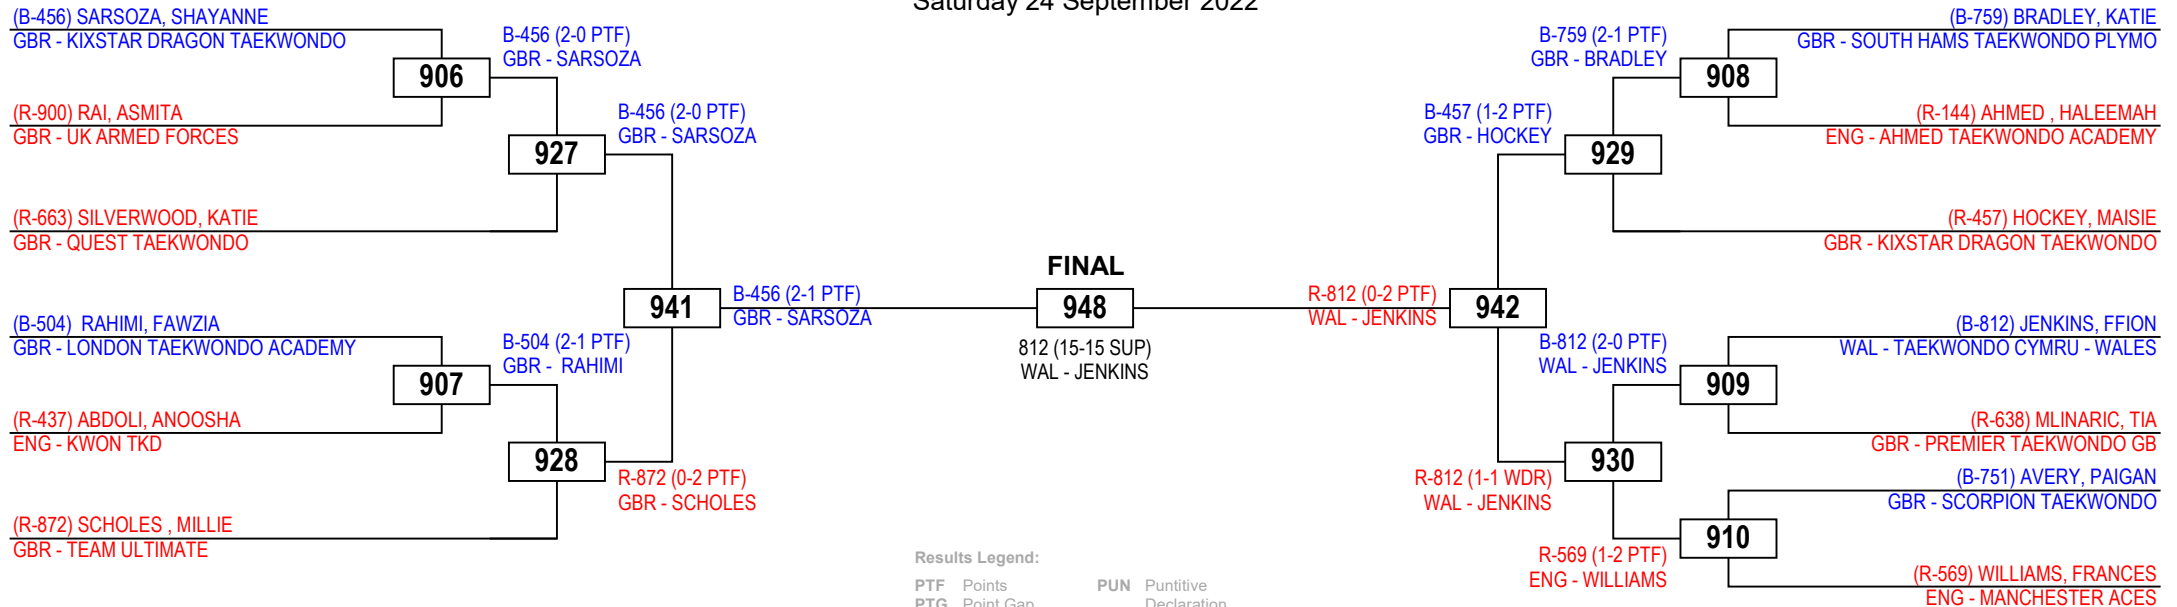 Saturday 24 September 2022
(B-456) SARSOZA, SHAYANNE
GBR - KIXSTAR DRAGON TAEKWONDO
906
B-456 (2-0 PTF)
GBR - SARSOZA
(R-900) RAI, ASMITA
GBR - UK ARMED FORCES
927
B-456 (2-0 PTF)
GBR - SARSOZA
(R-663) SILVERWOOD, KATIE
GBR - QUEST TAEKWONDO
941
B-456 (2-1 PTF)
GBR - SARSOZA
(B-504) RAHIMI, FAWZIA
GBR - LONDON TAEKWONDO ACADEMY
907
B-504 (2-1 PTF)
GBR - RAHIMI
(R-437) ABDOLI, ANOOSHA
ENG - KWON TKD
928
R-872 (0-2 PTF)
GBR - SCHOLES
(R-872) SCHOLES , MILLIE
GBR - TEAM ULTIMATE
FINAL
948
812 (15-15 SUP)
WAL - JENKINS
(B-759) BRADLEY, KATIE
GBR - SOUTH HAMS TAEKWONDO PLYMO
B-759 (2-1 PTF)
GBR - BRADLEY
908
(R-144) AHMED , HALEEMAH
ENG - AHMED TAEKWONDO ACADEMY
B-457 (1-2 PTF)
GBR - HOCKEY
929
(R-457) HOCKEY, MAISIE
GBR - KIXSTAR DRAGON TAEKWONDO
R-812 (0-2 PTF)
WAL - JENKINS
942
(B-812) JENKINS, FFION
WAL - TAEKWONDO CYMRU - WALES
B-812 (2-0 PTF)
WAL - JENKINS
909
(R-638) MLINARIC, TIA
GBR - PREMIER TAEKWONDO GB
R-812 (1-1 WDR)
WAL - JENKINS
930
(B-751) AVERY, PAIGAN
GBR - SCORPION TAEKWONDO
910
R-569 (1-2 PTF)
ENG - WILLIAMS
(R-569) WILLIAMS, FRANCES
ENG - MANCHESTER ACES
Results Legend:
PTF Points PUN Puntitive
PTG Point Gap Declaration